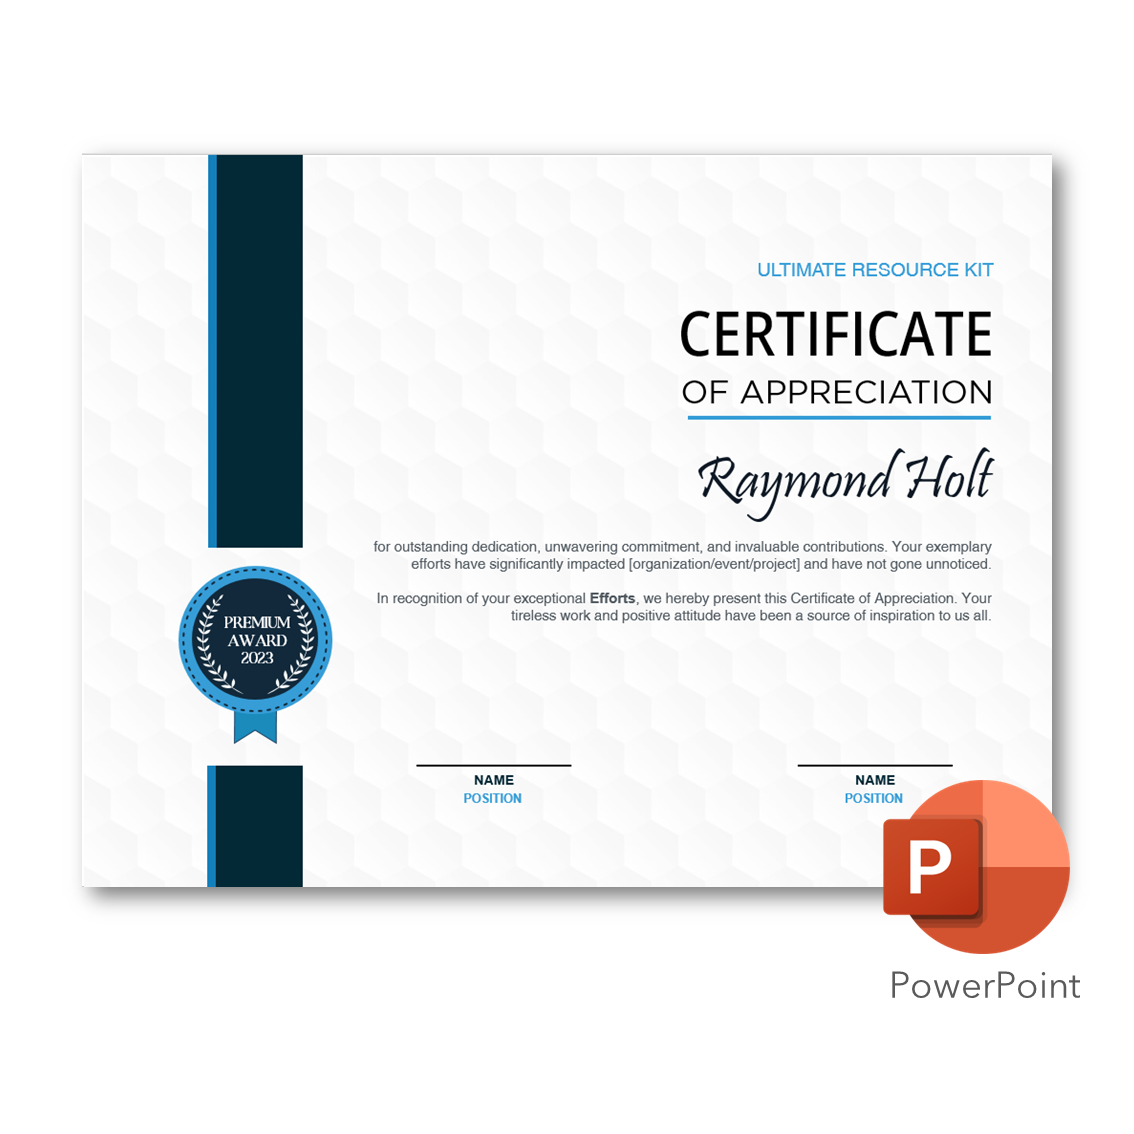 ULTIMATE RESOURCE KIT
CERTIFICATE
OF APPRECIATION
Raymond Holt
for outstanding dedication, unwavering commitment, and invaluable contributions. Your exemplary
efforts have significantly impacted [organization/event/project] and have not gone unnoticed.
In recognition of your exceptional Efforts, we hereby present this Certificate of Appreciation. Your
tireless work and positive attitude have been a source of inspiration to us all.
PREMIUM
AWARD
2023
NAME
POSITION
NAME
POSITION
P
PowerPoint